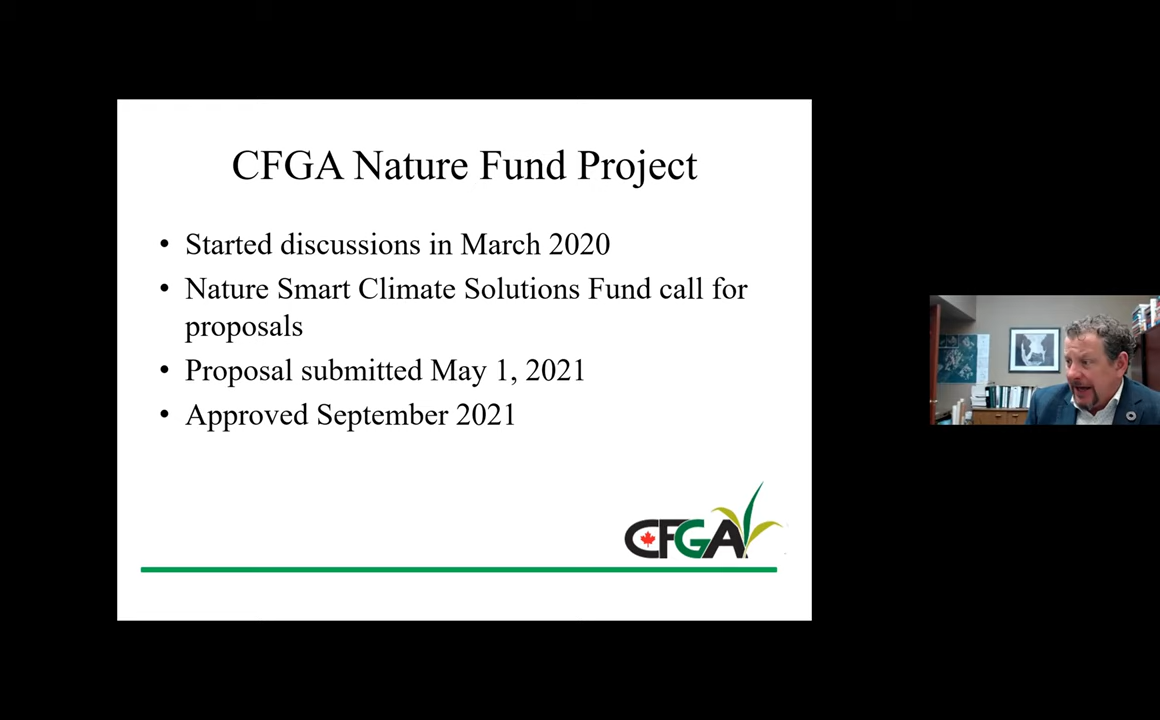 CFGA Nature Fund Project
• Started discussions in March 2020
• Nature Smart Climate Solutions Fund call for
proposals
• Proposal submitted May 1, 2021
• Approved September 2021
CFGA